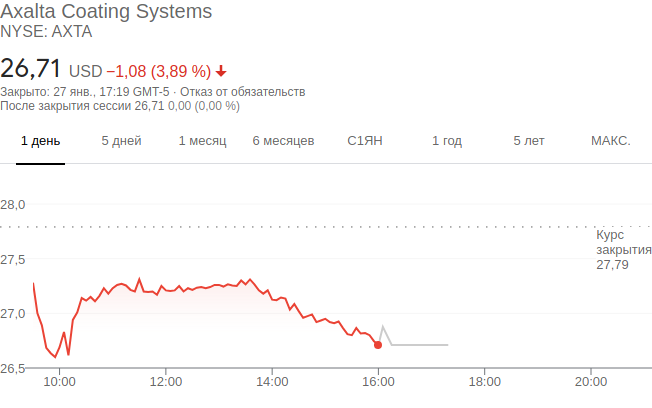 Axalta Coating Systems
NYSE: AXTA
26,71 USD −1,08 (3,89 %)
Закрыто: 27 янв., 17:19 GMT-5 · Отказ от обязательств
После закрытия сессии 26,71 0,00 (0,00 %)
1 день 5 дней 1 месяц 6 месяцев С1ЯН 1 год 5 лет МАКС.
28,0
Курс
закрытия
27,79
27,5
27,0
26,5
10:00 12:00 14:00 16:00 18:00 20:00